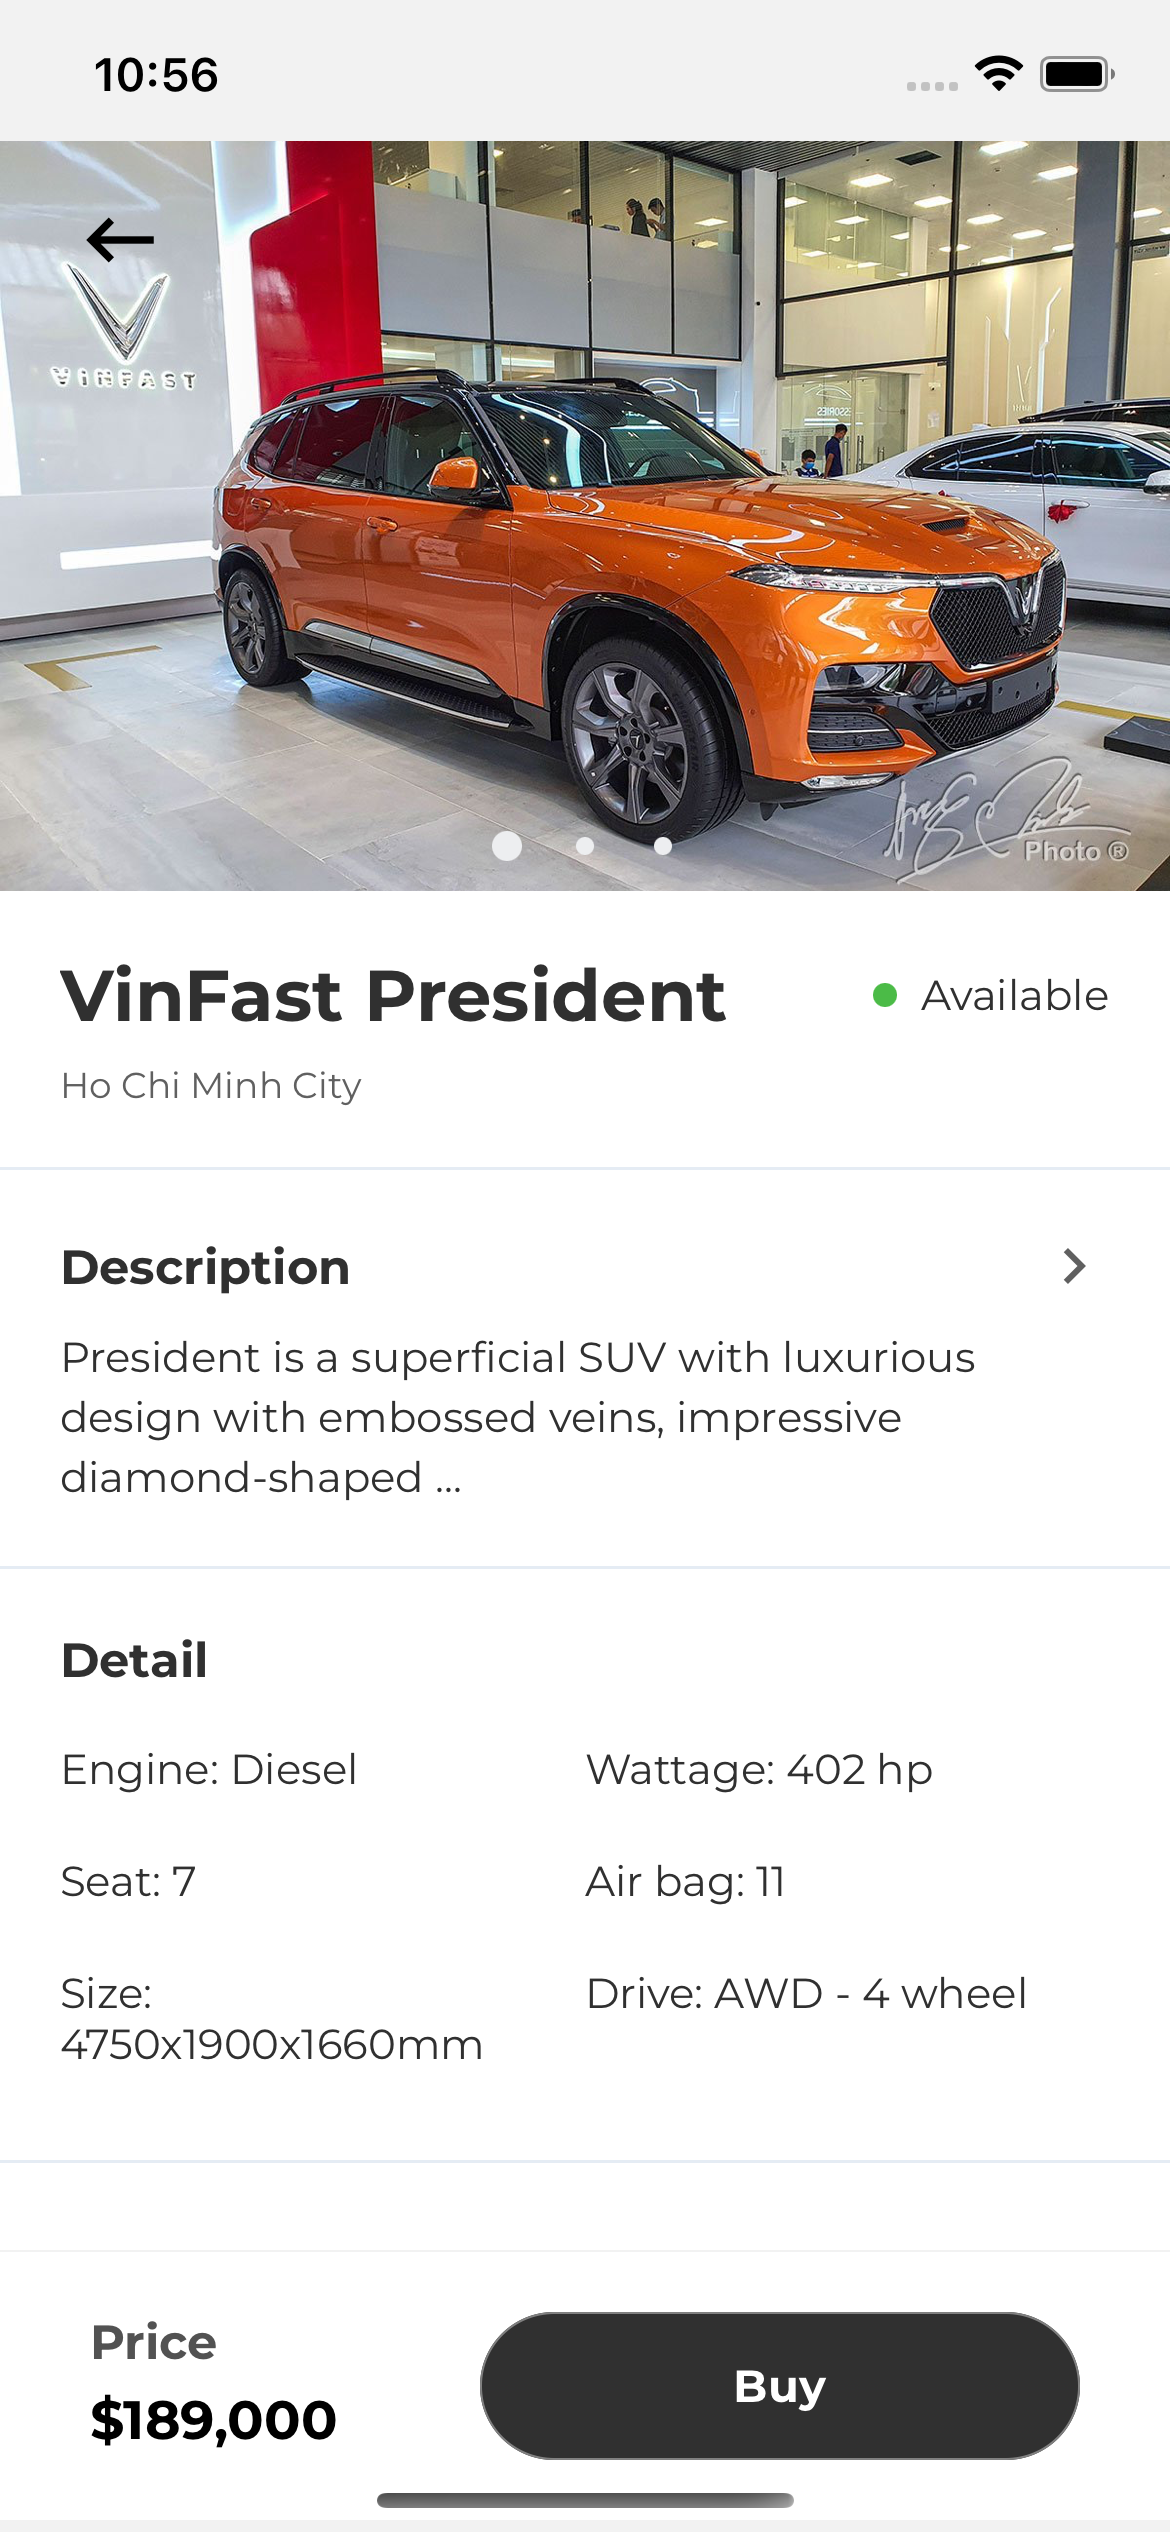 10:56
VINFAST
SSORIES
Photo ®
VinFast President
Available
Ho Chi Minh City
Description
President is a superficial SUV with luxurious
design with embossed veins, impressive
diamond-shaped ...
Detail
Engine: Diesel
Wattage: 402 hp
Seat: 7
Air bag: 11
Size:
4750x1900x1660mm
Drive: AWD - 4 wheel
Price
$189,000
Buy